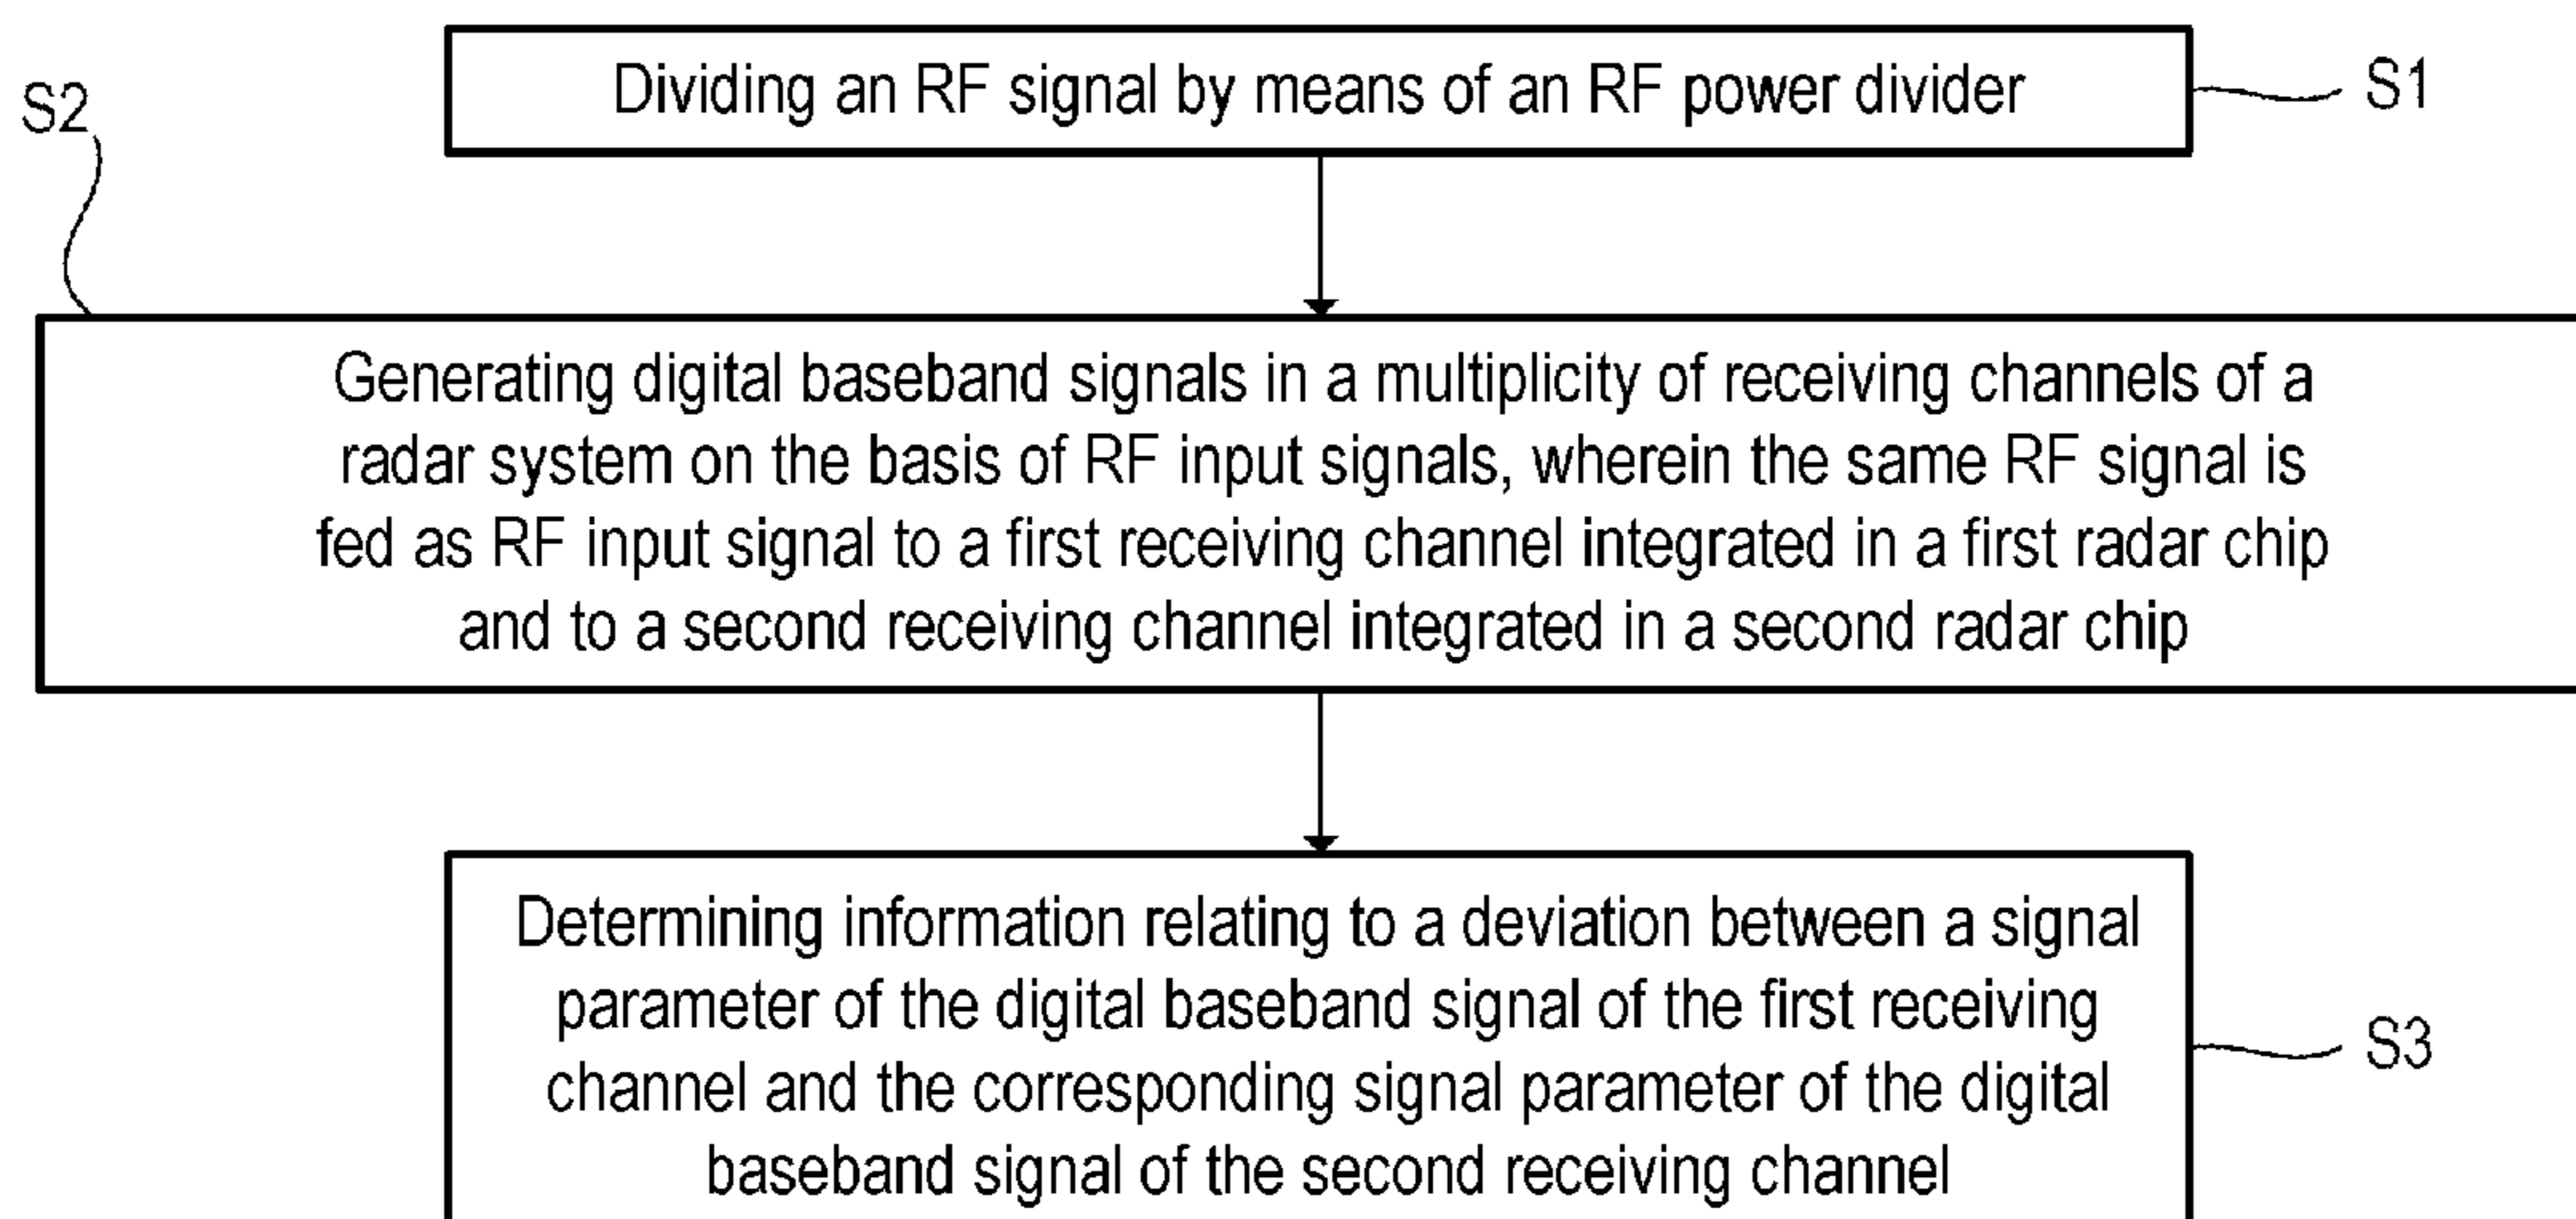 Dividing an RF signal by means of an RF power divider
S1
S2
Generating digital baseband signals in a multiplicity of receiving channels of a
radar system on the basis of RF input signals, wherein the same RF signal is
fed as RF input signal to a first receiving channel integrated in a first radar chip
and to a second receiving channel integrated in a second radar chip
Determining information relating to a deviation between a signal
parameter of the digital baseband signal of the first receiving
channel and the corresponding signal parameter of the digital
baseband signal of the second receiving channel
S3